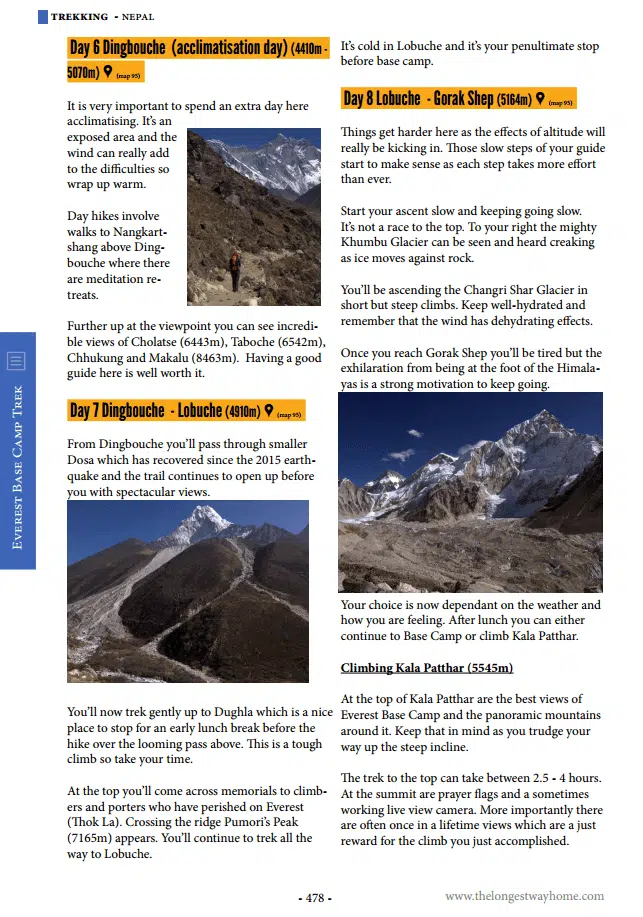 TREKKING - NEPAL
Day 6 Dingbouche (acclimatisation day) (4410m -
5070m) (map 95)
It is very important to spend an extra day here
acclimatising. It's an
exposed area and the
wind can really add
to the difficulties so
wrap up warm.
Day hikes involve
walks to Nangkart-
shang above Ding-
bouche where there
are meditation re-
treats.
Further up at the viewpoint you can see incredi-
ble views of Cholatse (6443m), Taboche (6542m),
Chhukung and Makalu (8463m). Having a good
guide here is well worth it.
Day 7 Dingbouche - Lobuche (4910m) (map 95)
From Dingbouche you'll pass through smaller
Dosa which has recovered since the 2015 earth-
quake and the trail continues to open up before
you with spectacular views.
You'll now trek gently up to Dughla which is a nice
place to stop for an early lunch break before the
hike over the looming pass above. This is a tough
climb so take your time.
At the top you'll come across memorials to climb-
ers and porters who have perished on Everest
(Thok La). Crossing the ridge Pumori's Peak
(7165m) appears. You'll continue to trek all the
way to Lobuche.
It's cold in Lobuche and it's your penultimate stop
before base camp.
Day 8 Lobuche - Gorak Shep (5164m) (map 95)
Things get harder here as the effects of altitude will
really be kicking in. Those slow steps of your guide
start to make sense as each step takes more effort
than ever.
Start your ascent slow and keeping going slow.
It's not a race to the top. To your right the mighty
Khumbu Glacier can be seen and heard creaking
as ice moves against rock.
You'll be ascending the Changri Shar Glacier in
short but steep climbs. Keep well-hydrated and
remember that the wind has dehydrating effects.
Once you reach Gorak Shep you'll be tired but the
exhilaration from being at the foot of the Himala-
yas is a strong motivation to keep going.
Your choice is now dependant on the weather and
how you are feeling. After lunch you can either
continue to Base Camp or climb Kala Patthar.
Climbing Kala Patthar (5545m)
At the top of Kala Patthar are the best views of
Everest Base Camp and the panoramic mountains
around it. Keep that in mind as you trudge your
way up the steep incline.
The trek to the top can take between 2.5 - 4 hours.
At the summit are prayer flags and a sometimes
working live view camera. More importantly there
are often once in a lifetime views which are a just
reward for the climb you just accomplished.
Everest Base Camp Trek
- 478 -
www.thelongestwayhome.com